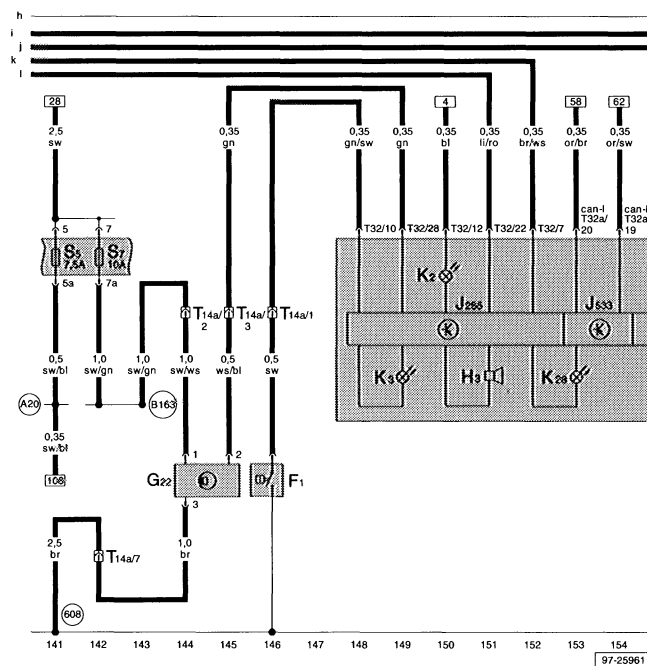 h
i
j
k
l
28 4 58 62
2,5 sw
0,35 gn
0,35 gn/sw
0,35 gn
0,35 bl
0,35 li/ro
0,35 br/ws
0,35 or/br
0,35 or/sw
can-l T32a/ 20
can-l T32a/ 19
T32/10 T32/28 T32/12 T32/22 T32/7
5 7
S5 7,5A
S7 10A
5a 7a
K2
J285 J533
T14a/ 2
T14a/ 3
T14a/1
K3 H3 K28
0,5 sw/bl
1,0 sw/gn
1,0 sw/gn
1,0 sw/ws
0,5 ws/bl
0,5 sw
A20 B163
0,35 sw/bl
106
1 2
G22 F1
3
2,5 br
T14a/7
1,0 br
608
141 142 143 144 145 146 147 148 149 150 151 152 153 154
97-25961